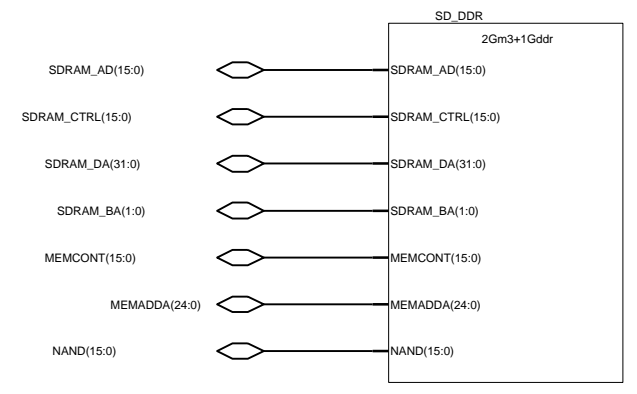 SD_DDR
2Gm3+1Gddr
SDRAM_AD(15:0) SDRAM_AD(15:0)
SDRAM_CTRL(15:0) SDRAM_CTRL(15:0)
SDRAM_DA(31:0) SDRAM_DA(31:0)
SDRAM_BA(1:0) SDRAM_BA(1:0)
MEMCONT(15:0) MEMCONT(15:0)
MEMADDA(24:0) MEMADDA(24:0)
NAND(15:0) NAND(15:0)